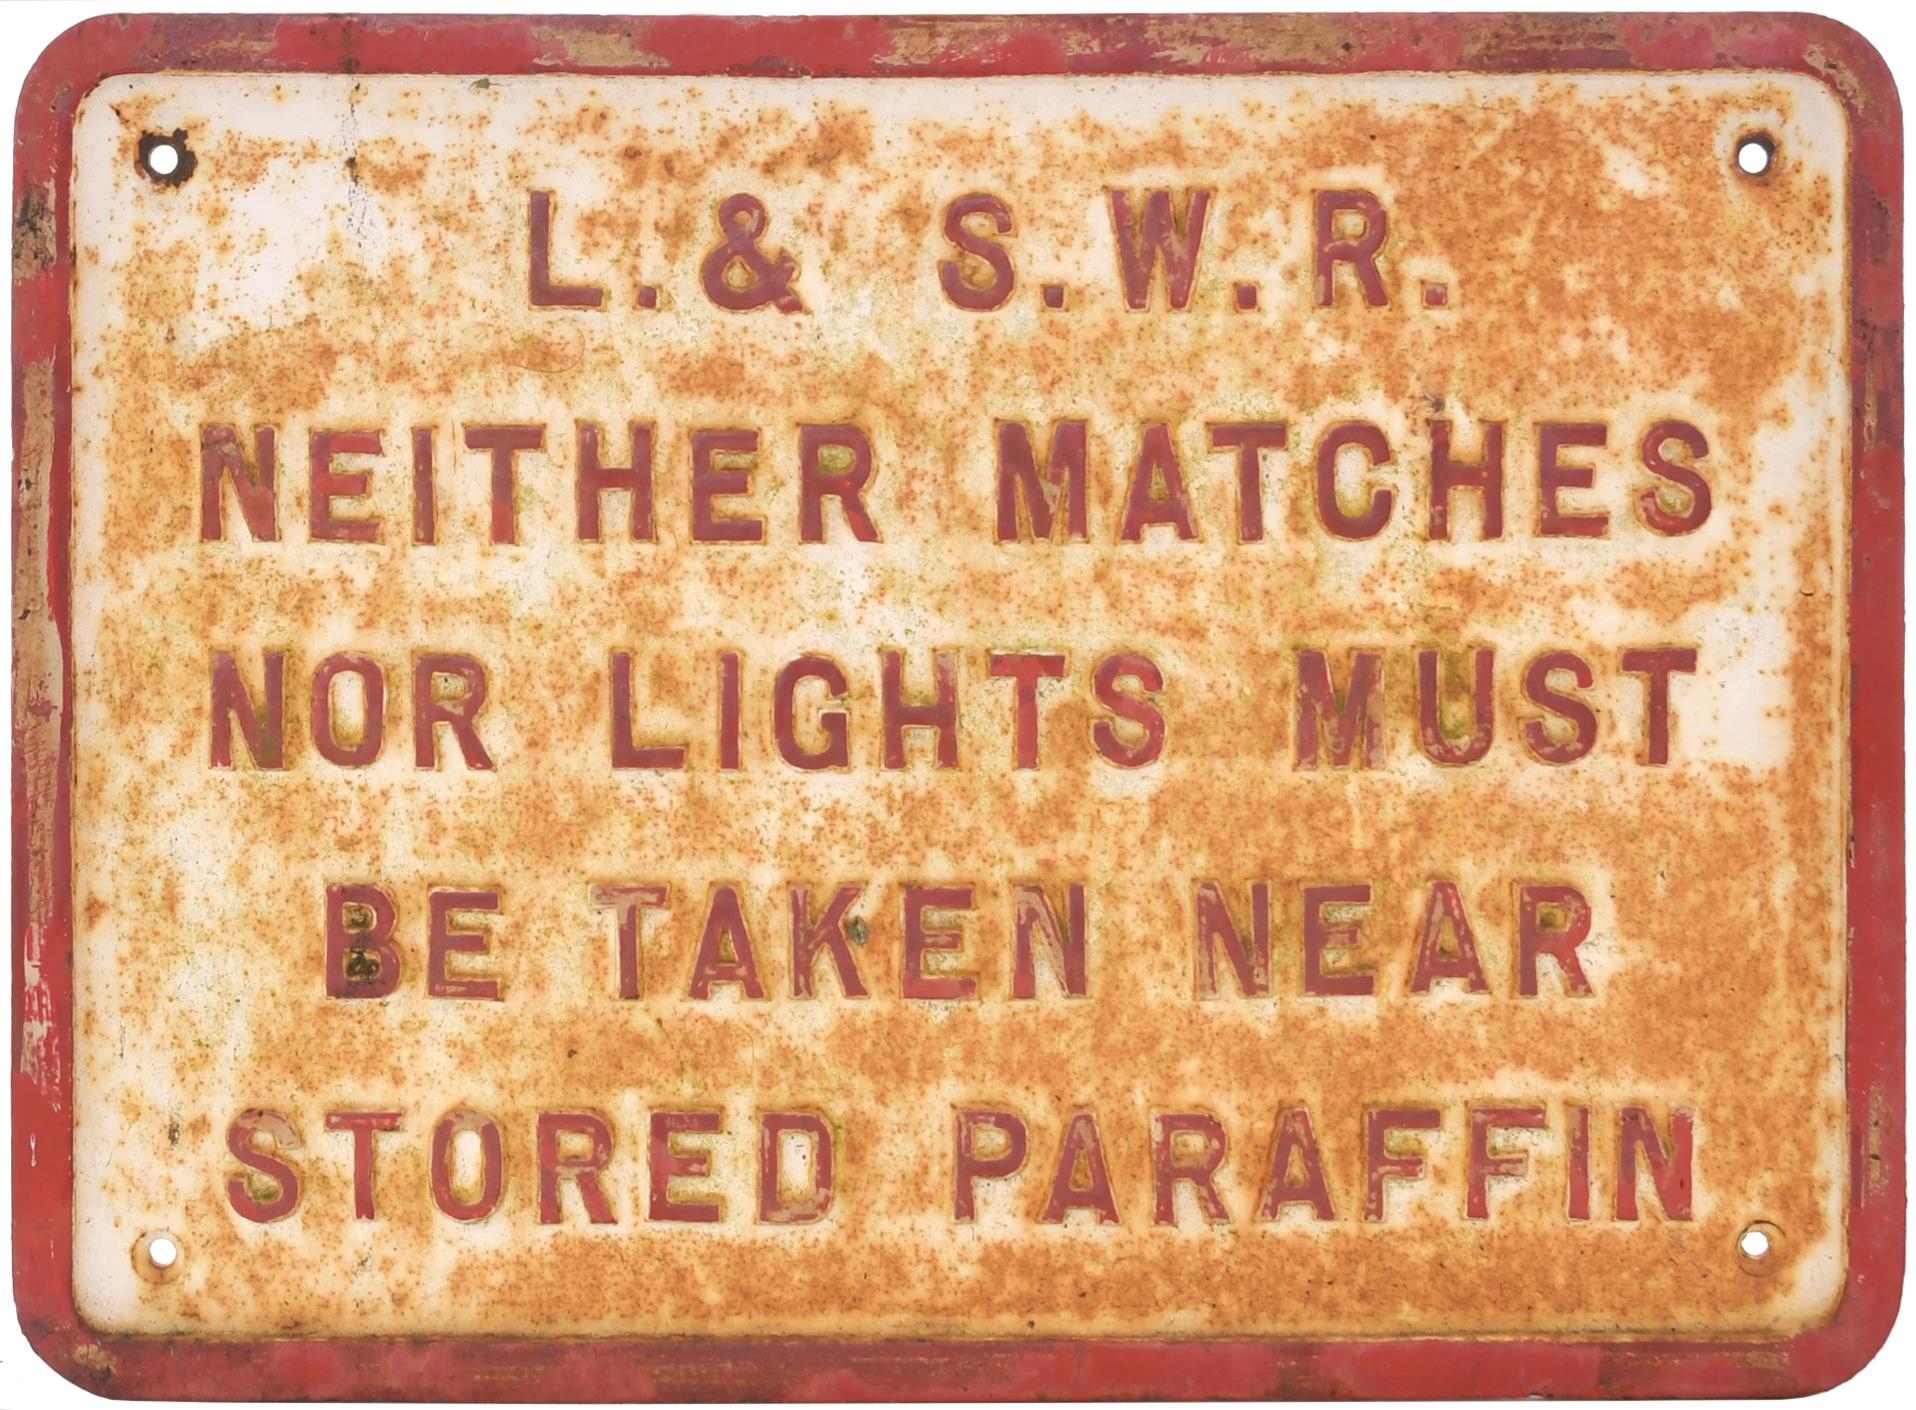 L. & S. W. R.
NEITHER MATCHES
NOR LIGHTS MUST
BE TAKEN NEAR
STORED PARAFFIN